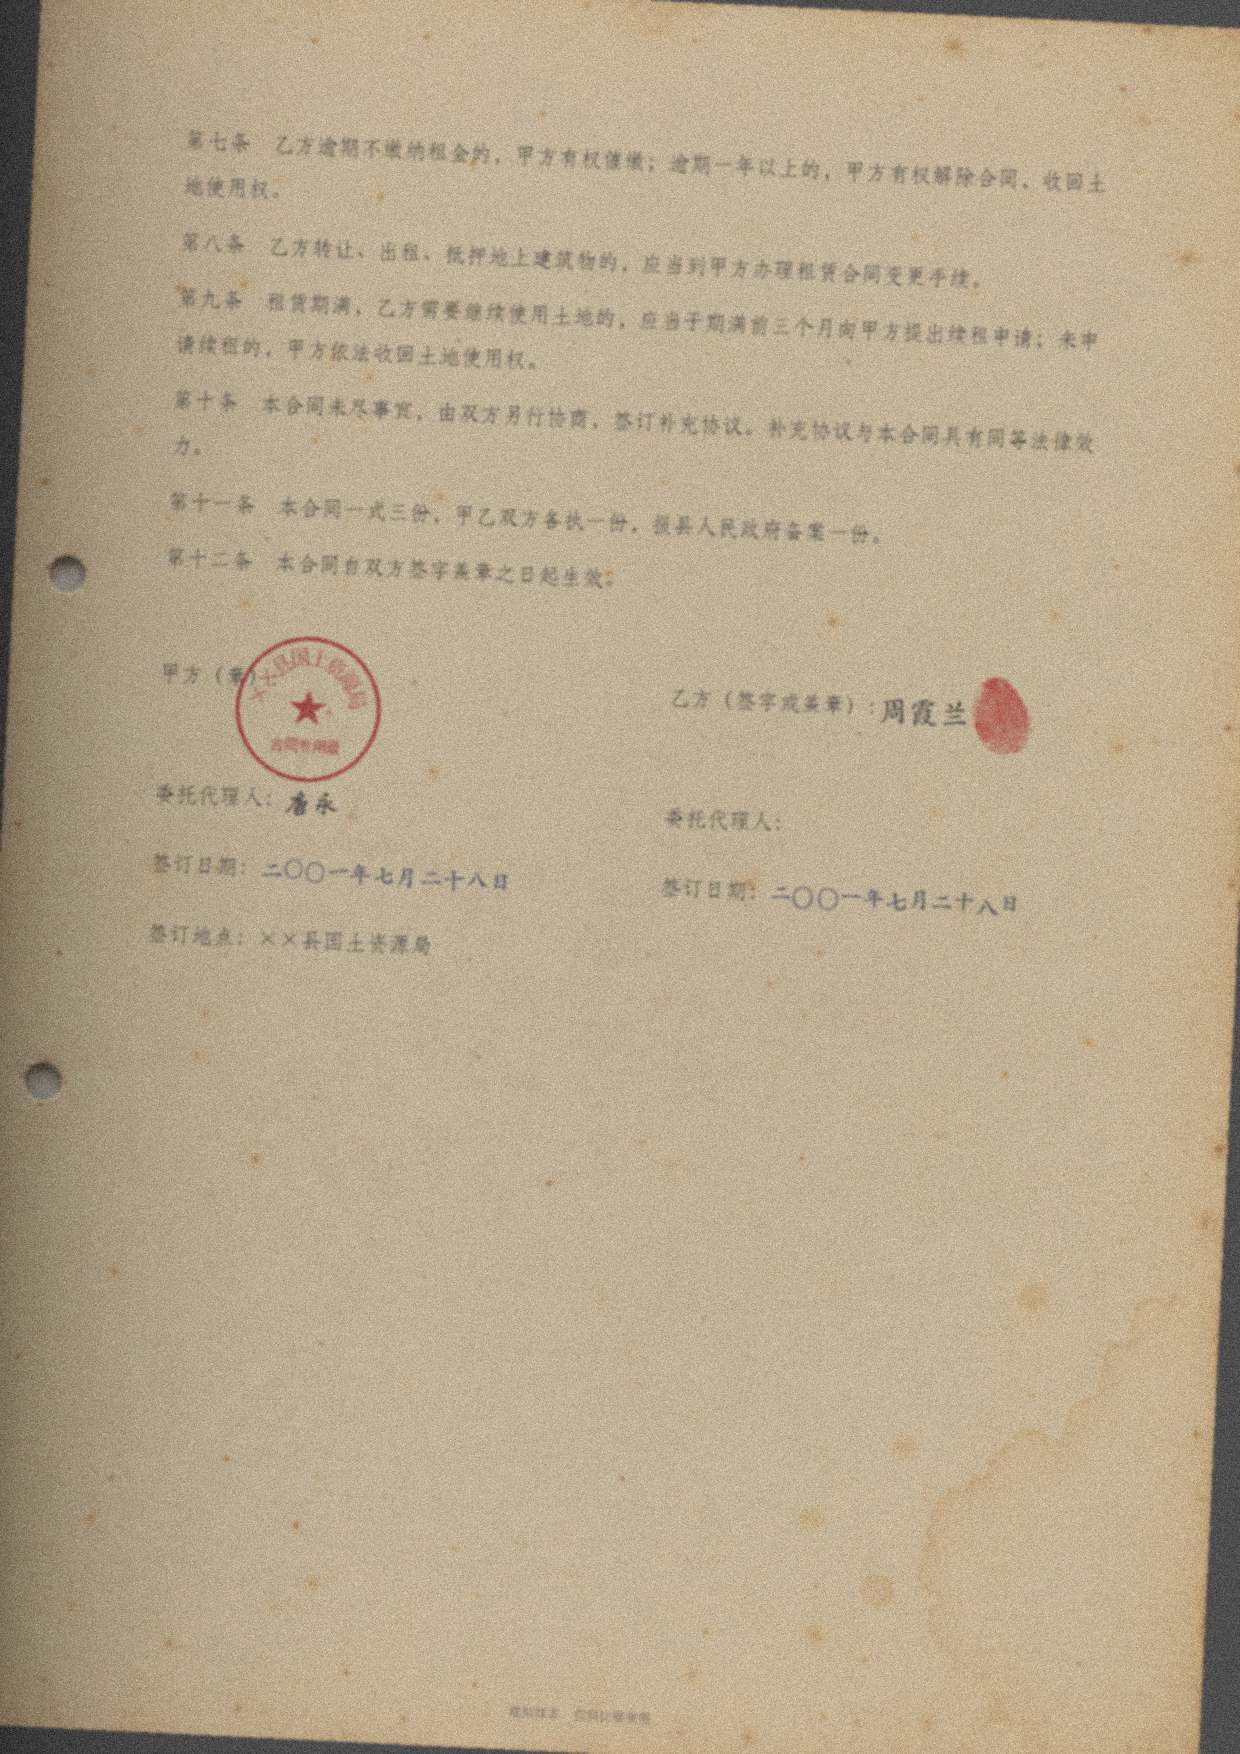 第七条　乙方逾期不缴纳租金的，甲方有权催缴；逾期一年以上的，甲方有权解除合同，收回土
地使用权。
第八条　乙方转让、出租、抵押地上建筑物的，应当到甲方办理租赁合同变更手续。
第九条　租赁期满，乙方需要继续使用土地的，应当于期满前三个月向甲方提出续租申请；未申
请续租的，甲方依法收回土地使用权。
第十条　本合同未尽事宜，由双方另行协商，签订补充协议。补充协议与本合同具有同等法律效
力。
第十一条　本合同一式三份，甲乙双方各执一份，报县人民政府备案一份。
第十二条　本合同自双方签字盖章之日起生效。
甲方（章）
××县国土资源局
合同专用章
乙方（签字或盖章）：周霞兰
委托代理人：唐永
委托代理人：
签订日期：二〇〇一年七月二十八日
签订日期：二〇〇一年七月二十八日
签订地点：××县国土资源局